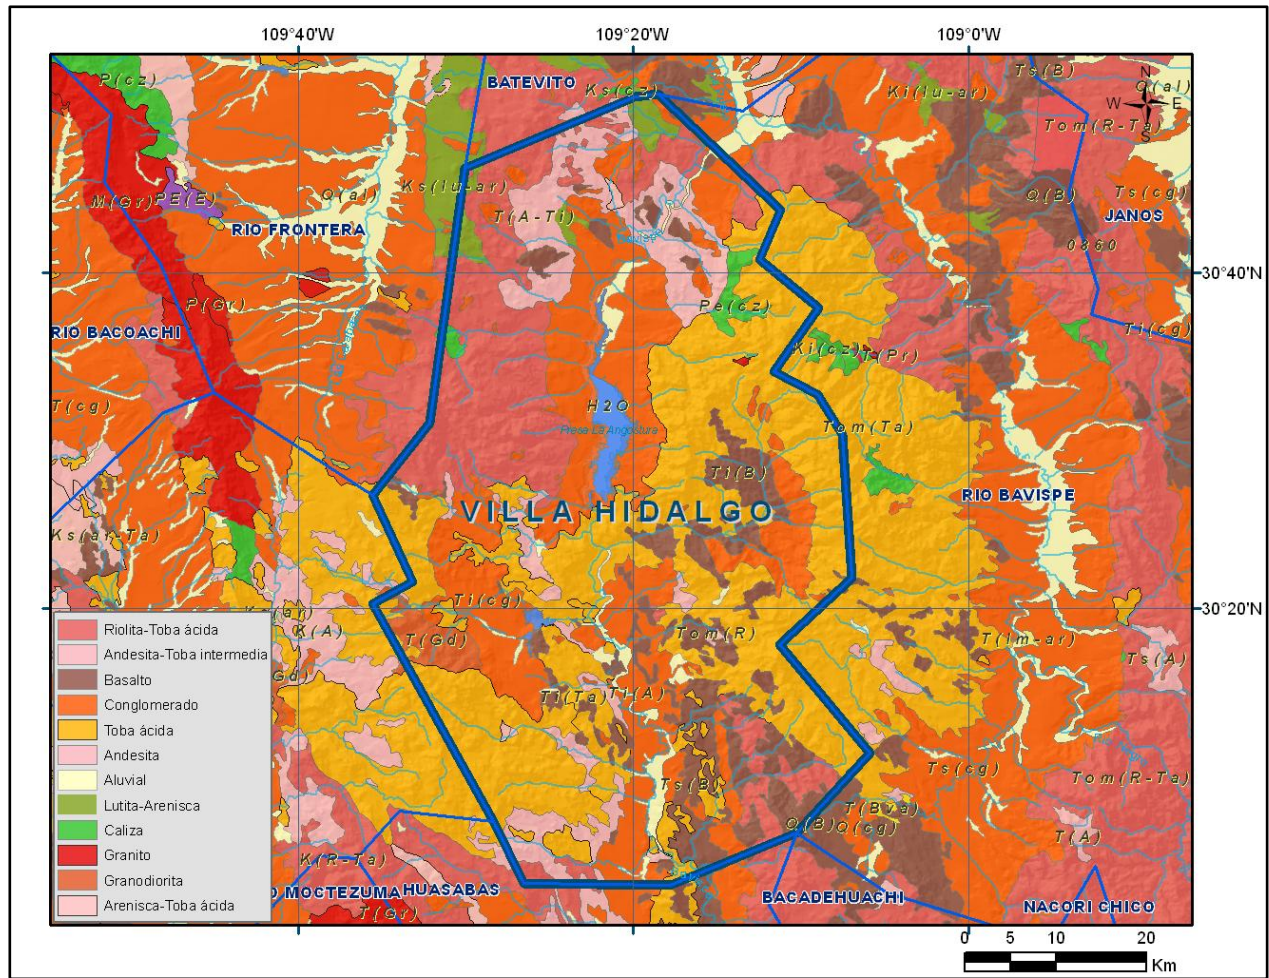 109°40'W
109°20'W
109°0'W
P(cz)
BATEVITO
Ks(cz)
Ki(lu-ar)
Ts(B)
N
Q(al)
W
E
S
Tom(R-Ta)
M(Gr)
PE(E)
Q(al)
Ks(lu-ar)
T(A-Ti)
Q(B)
Ts(cg)
RIO FRONTERA
JANOS
0860
30°40'N
P(Gr)
Pe(cz)
RIO BACOACHI
Ti(cg)
Ki(cz)
T(Pr)
T(cg)
H2O
Presa La Angostura
Tom(Ta)
Ti(B)
RIO BAVISPE
VILLA HIDALGO
Ks(al-Ta)
30°20'N
Ti(cg)
K(A)
T(Gd)
Tom(R)
T(lm-ar)
Ts(A)
Ti(Ta)
Ti(A)
Ts(B)
Ts(cg)
Tom(R-Ta)
T(Bva)
Q(B)
Q(cg)
T(A)
K(R-Ta)
O MOCTEZUMA
HUASABAS
T(Gr)
BACADEHUACHI
NACORI CHICO
Riolita-Toba ácida
Andesita-Toba intermedia
Basalto
Conglomerado
Toba ácida
Andesita
Aluvial
Lutita-Arenisca
Caliza
Granito
Granodiorita
Arenisca-Toba ácida
0 5 10 20
Km